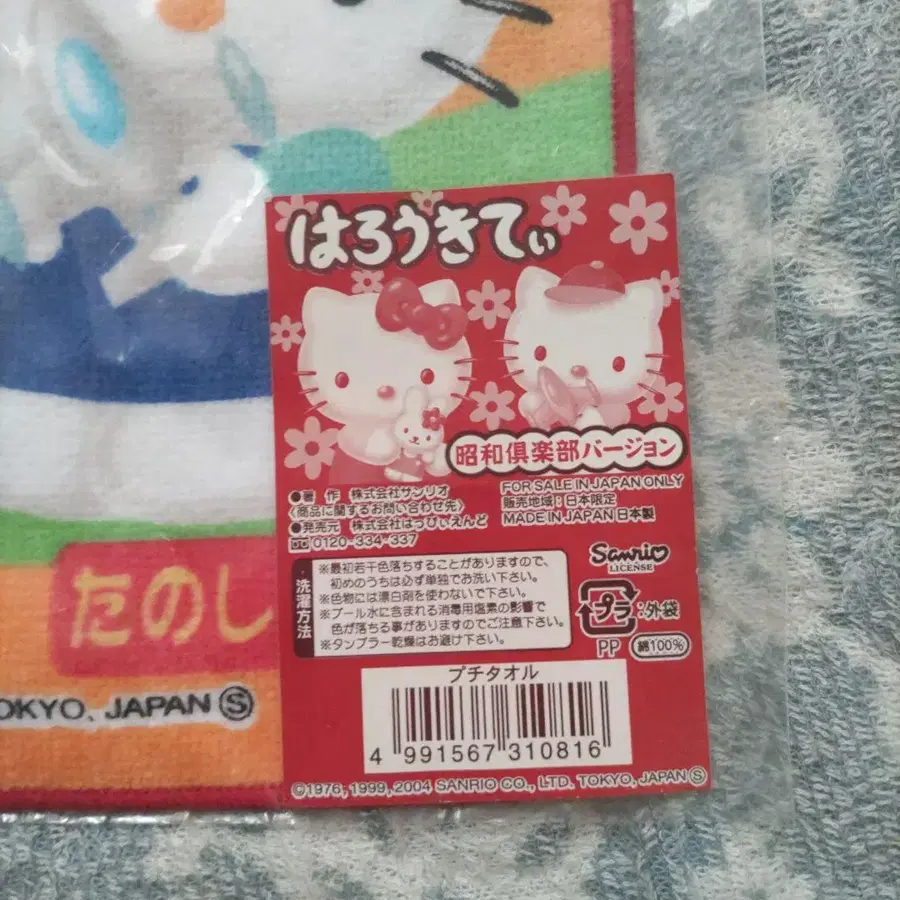 はろうきてぃ
昭和倶楽部バージョン
●著 作 株式会社サンリオ
〈商品に関するお問い合わせ先〉
●発売元 株式会社はっぴぃえんど
0120-334-337
FOR SALE IN JAPAN ONLY
販売地域：日本限定
MADE IN JAPAN 日本製
Sanrio
LICENSE
洗濯方法
※最初若干色落ちすることがありますので、
初めのうちは必ず単独でお洗い下さい。
※色物には漂白剤を使わないで下さい。
※プール水に含まれる消毒用塩素の影響で
色が落ちる事がありますのでご注意下さい。
※タンブラー乾燥はお避け下さい。
プラ：外袋
PP 綿100%
プチタオル
4 991567 310816
©1976, 1999, 2004 SANRIO CO., LTD. TOKYO, JAPAN Ⓢ
たのし
OKYO, JAPAN Ⓢ